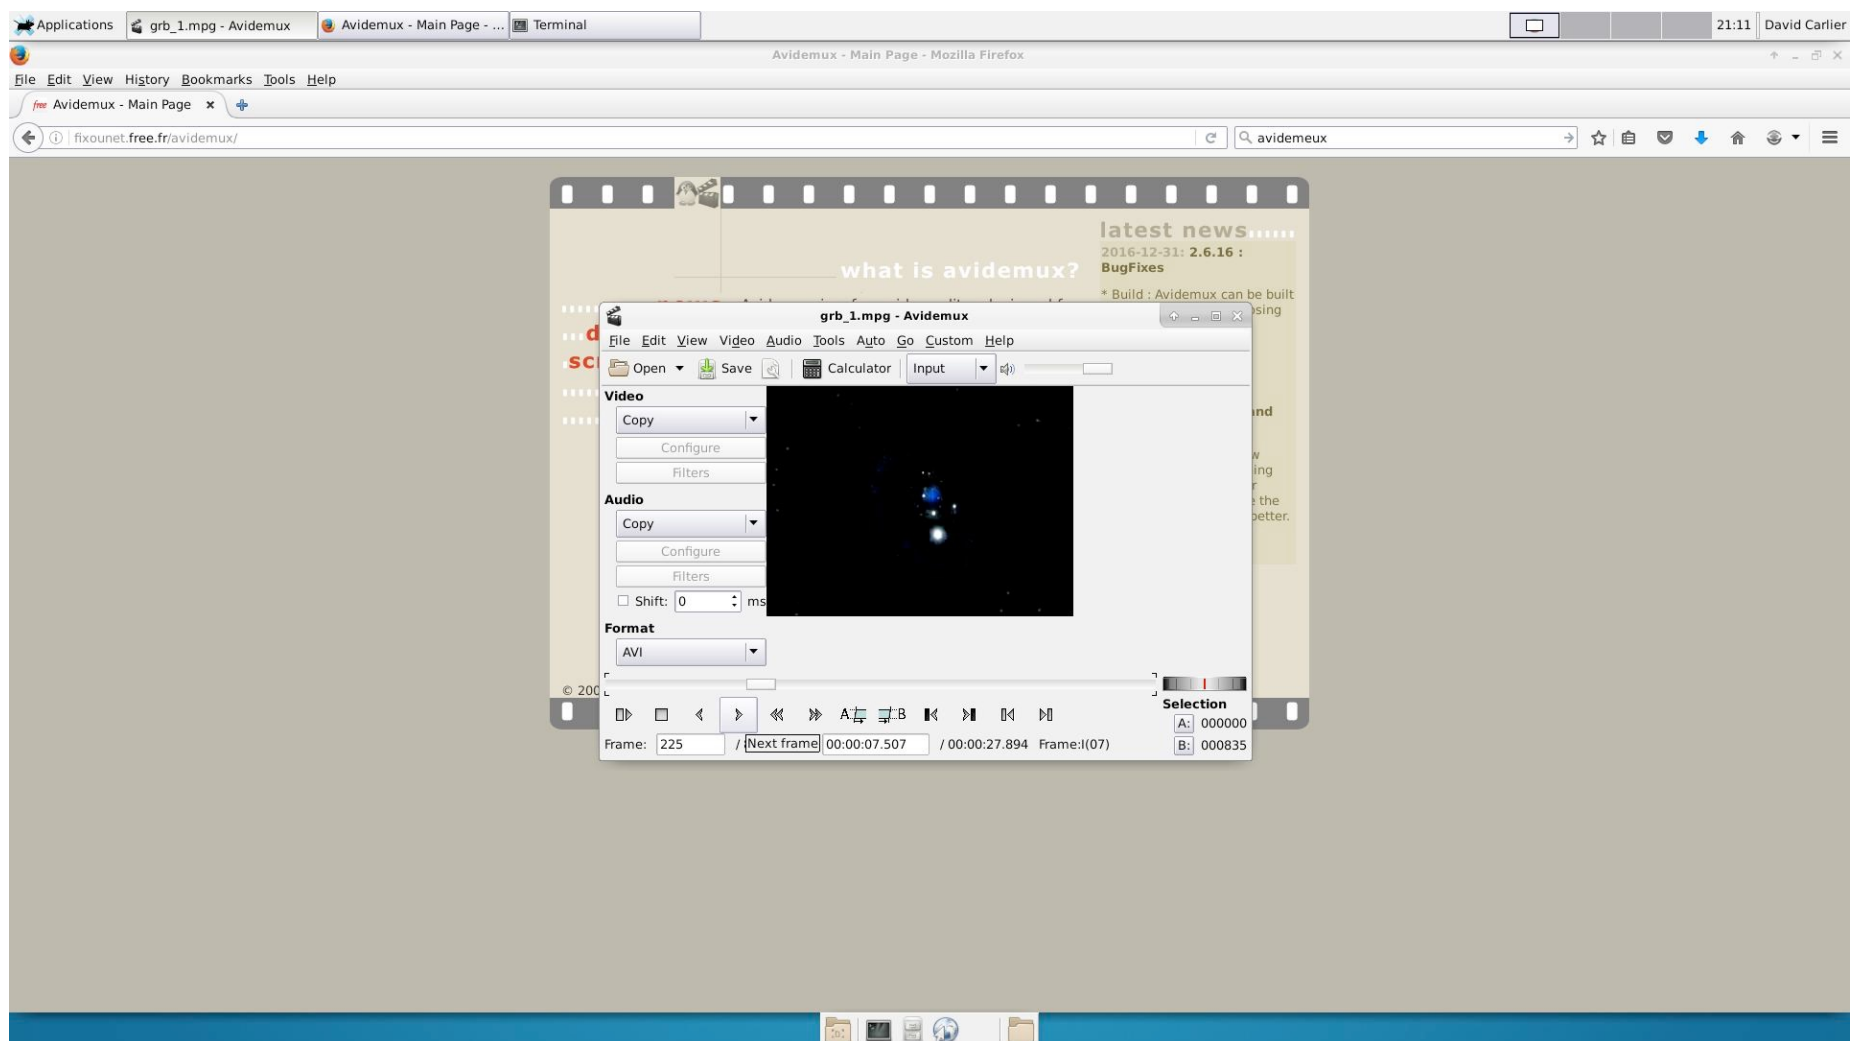 Applications grb_1.mpg - Avidemux Avidemux - Main Page - ... Terminal 21:11 David Carlier
Avidemux - Main Page - Mozilla Firefox
File Edit View History Bookmarks Tools Help
free Avidemux - Main Page
fixounet.free.fr/avidemux/ avidemeux
latest news
2016-12-31: 2.6.16 :
BugFixes
what is avidemux?
* Build : Avidemux can be built
grb_1.mpg - Avidemux
File Edit View Video Audio Tools Auto Go Custom Help
Open Save Calculator Input
Video
Copy
Configure
Filters
Audio
Copy
Configure
Filters
Shift: 0 ms
Format
AVI
better.
© 200
Selection
A: 000000
Frame: 225 / Next frame 00:00:07.507 / 00:00:27.894 Frame:I(07)
B: 000835